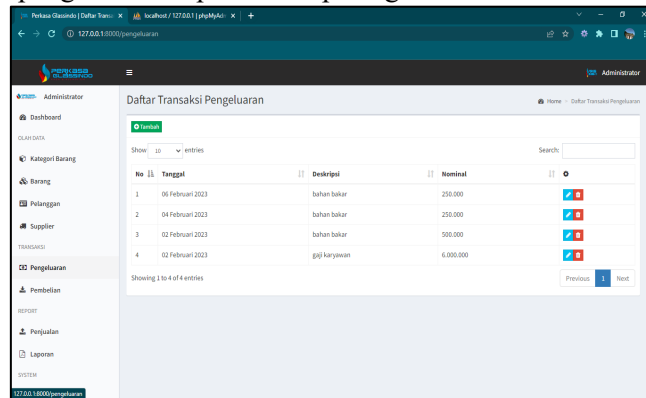 Perkasa Glassindo | Daftar Trans
localhost / 127.0.0.1 | phpMyAdm
127.0.0.1:8000/pengeluaran
PERKASA
GLASSINDO
Administrator
Administrator
Daftar Transaksi Pengeluaran
Home
Daftar Transaksi Pengeluaran
Dashboard
OLAH DATA
Kategori Barang
Barang
Pelanggan
Supplier
TRANSAKSI
Pengeluaran
Pembelian
REPORT
Penjualan
Laporan
SYSTEM
127.0.0.1:8000/pengeluaran
Tambah
Show 10 entries
Search:
No Tanggal Deskripsi Nominal
1 06 Februari 2023 bahan bakar 250.000
2 04 Februari 2023 bahan bakar 250.000
3 02 Februari 2023 bahan bakar 500.000
4 02 Februari 2023 gaji karyawan 6.000.000
Showing 1 to 4 of 4 entries
Previous 1 Next